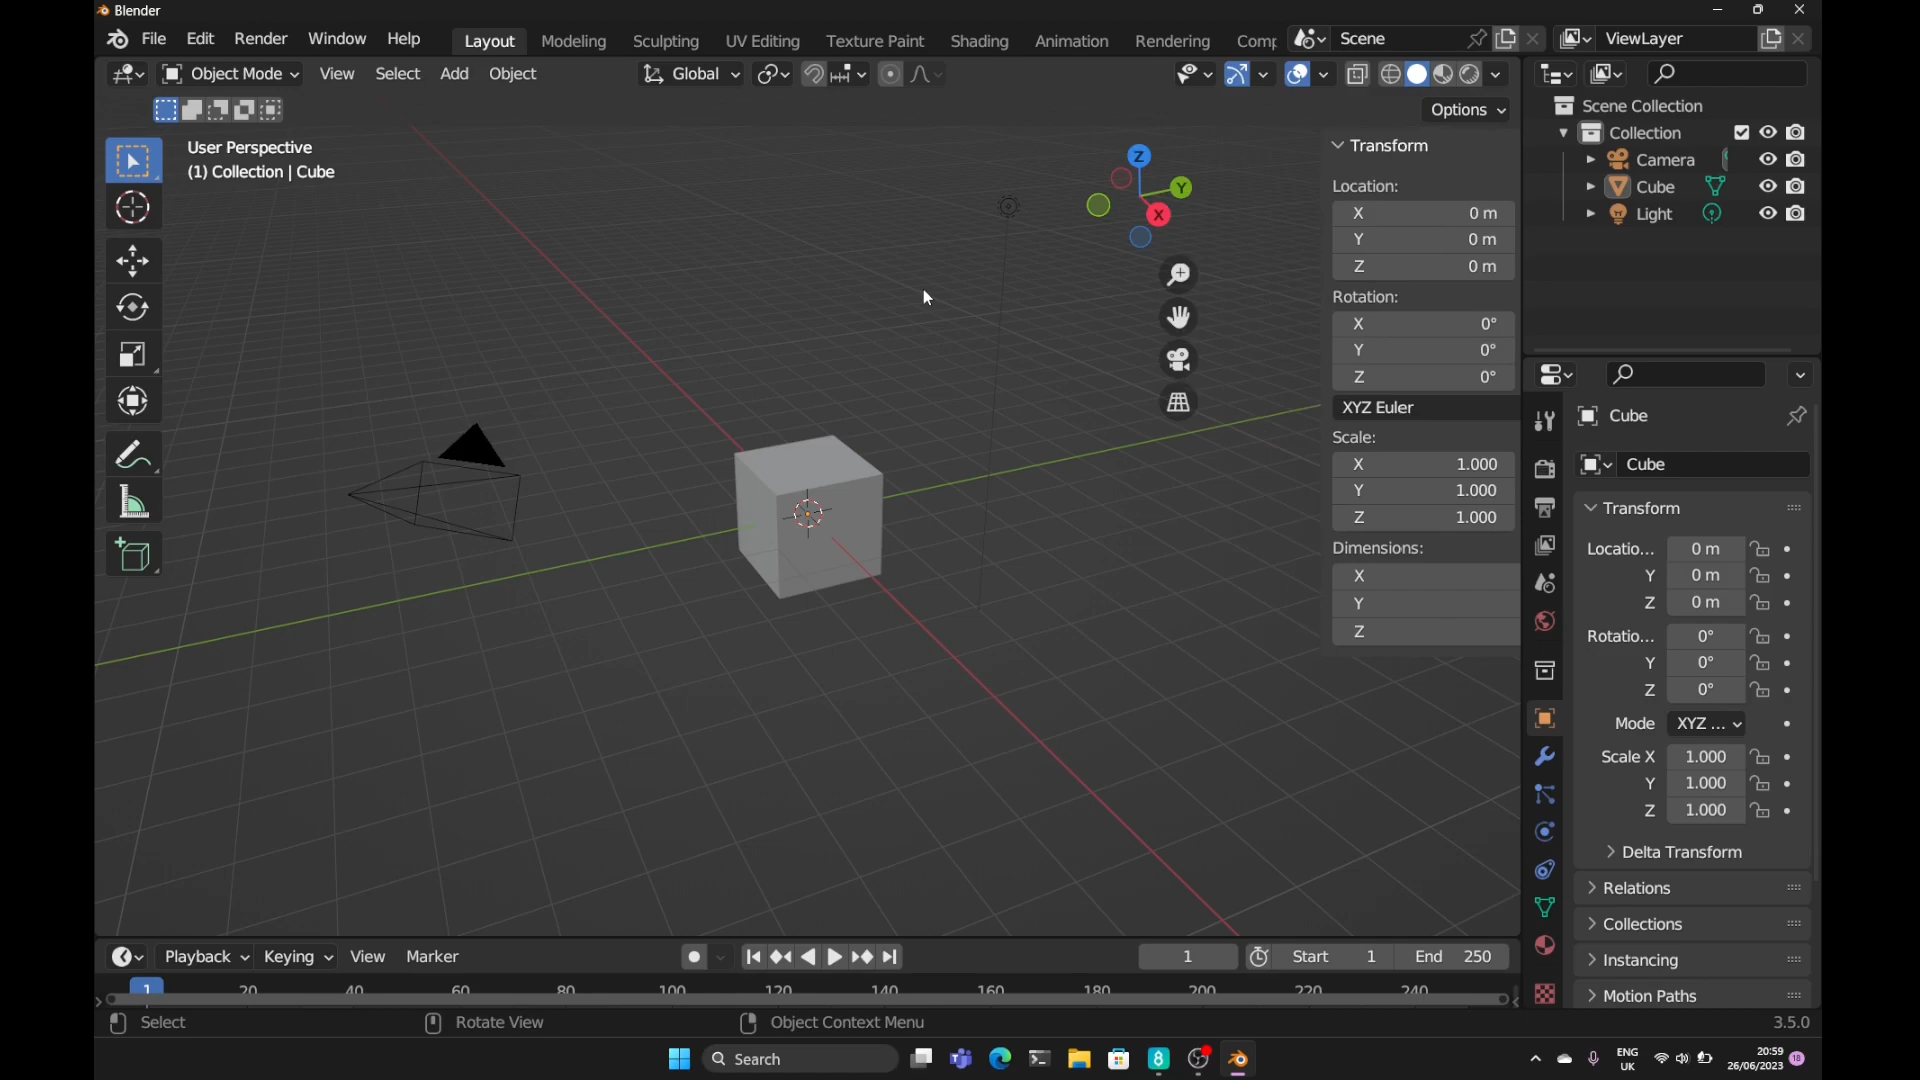 Blender
File Edit Render Window Help Layout Modeling Sculpting UV Editing Texture Paint Shading Animation Rendering Comp Scene ViewLayer
Object Mode View Select Add Object Global
Options
User Perspective
(1) Collection | Cube
Z
Y
X
Transform
Location:
X 0 m
Y 0 m
Z 0 m
Rotation:
X 0°
Y 0°
Z 0°
XYZ Euler
Scale:
X 1.000
Y 1.000
Z 1.000
Dimensions:
X
Y
Z
Scene Collection
Collection
Camera
Cube
Light
Cube
Cube
Transform
Locatio... 0 m
Y 0 m
Z 0 m
Rotatio... 0°
Y 0°
Z 0°
Mode XYZ ...
Scale X 1.000
Y 1.000
Z 1.000
Delta Transform
Relations
Collections
Instancing
Motion Paths
Playback Keying View Marker 1 Start 1 End 250
1 20 40 60 80 100 120 140 160 180 200 220 240
Select Rotate View Object Context Menu 3.5.0
Search
ENG
UK
20:59
26/06/2023
18